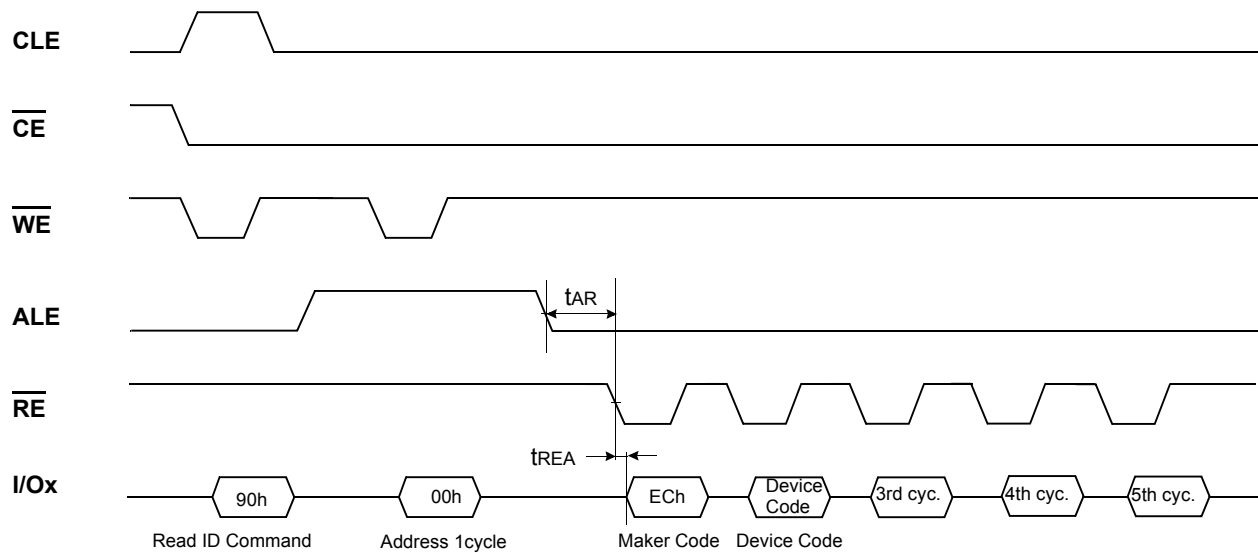 CLE
CE
WE
ALE
tAR
RE
tREA
I/Ox
90h
00h
ECh
Device
Code
3rd cyc.
4th cyc.
5th cyc.
Read ID Command
Address 1cycle
Maker Code
Device Code